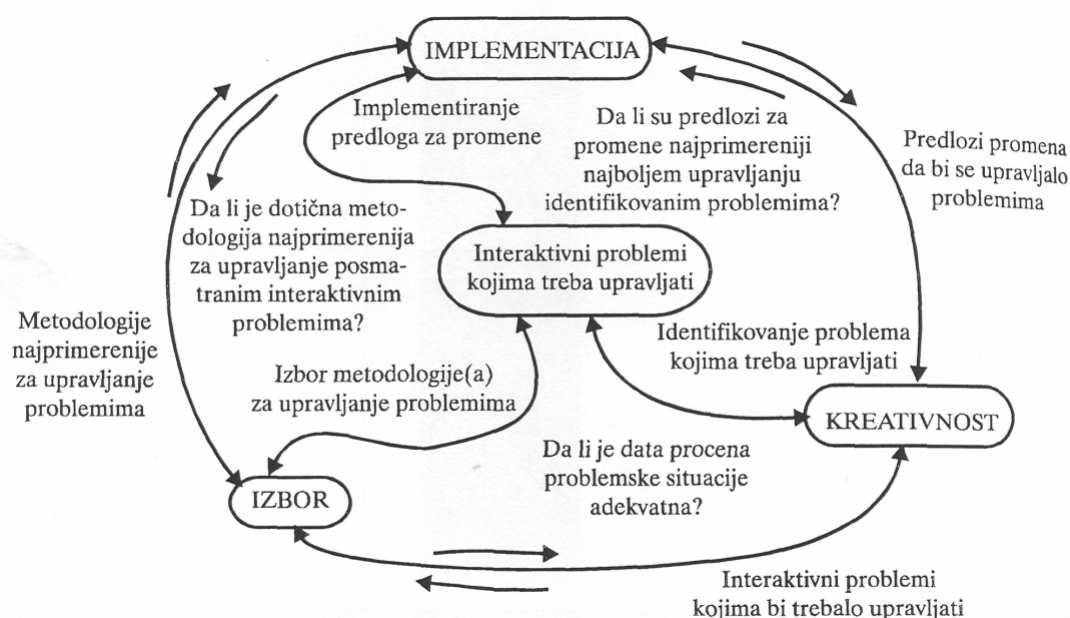 IMPLEMENTACIJA
Implementiranje
predloga za promene
Da li su predlozi za
promene najprimereniji
najboljem upravljanju
identifikovanim problemima?
Predlozi promena
da bi se upravljalo
problemima
Da li je dotična meto-
dologija najprimerenija
za upravljanje posma-
tranim interaktivnim
problemima?
Interaktivni problemi
kojima treba upravljati
Metodologije
najprimerenije
za upravljanje
problemima
Izbor metodologije(a)
za upravljanje problemima
Identifikovanje problema
kojima treba upravljati
KREATIVNOST
Da li je data procena
problemske situacije
adekvatna?
IZBOR
Interaktivni problemi
kojima bi trebalo upravljati